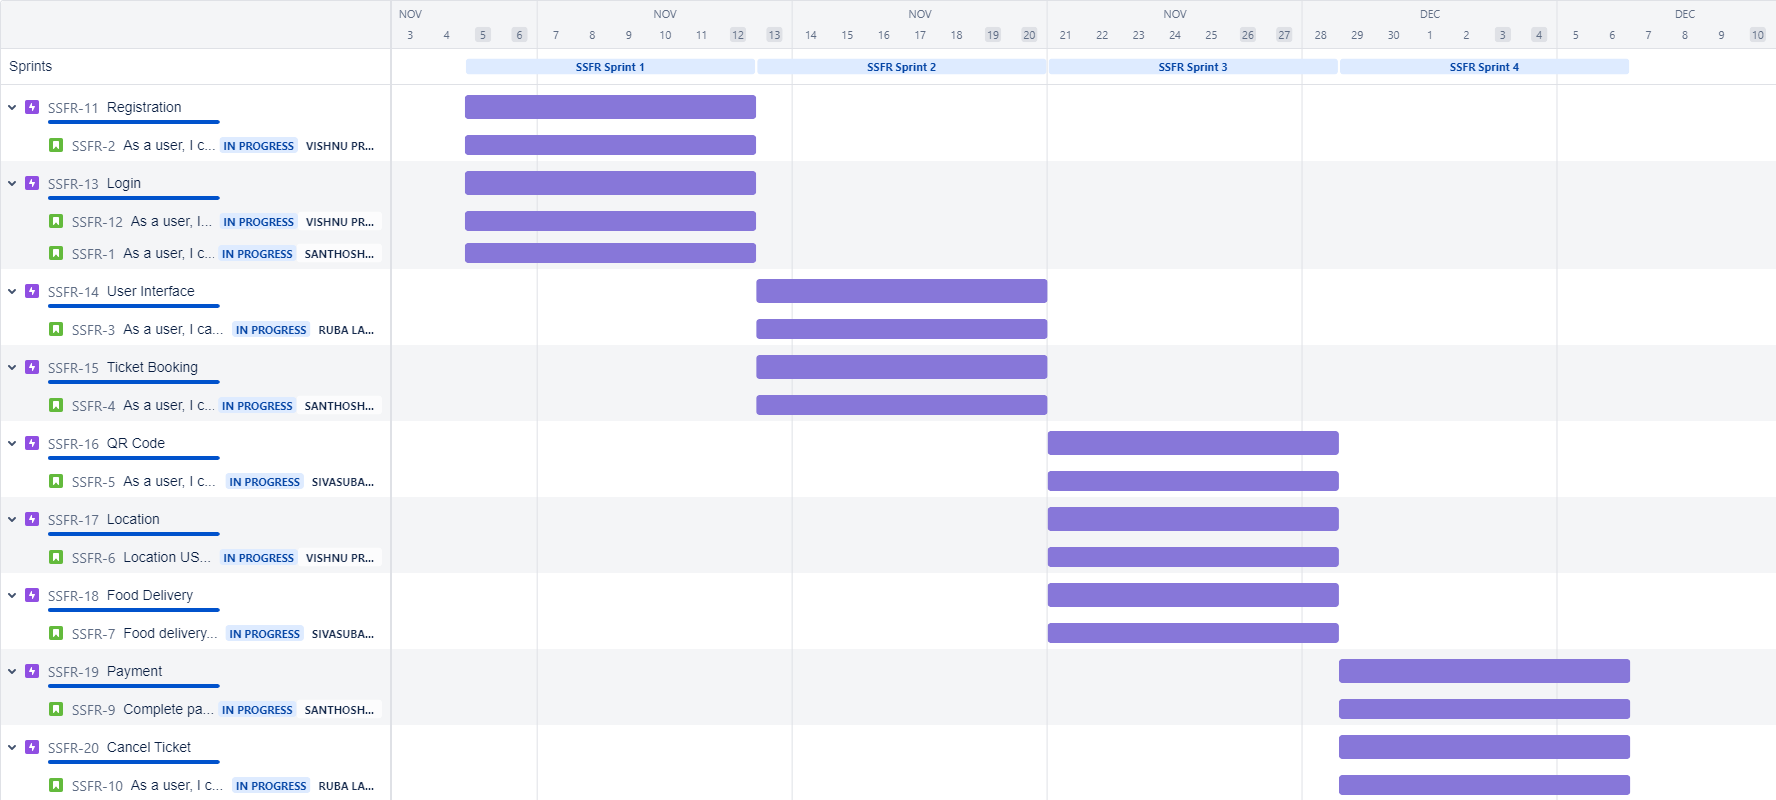 NOV NOV NOV NOV DEC DEC
3 4 5 6 7 8 9 10 11 12 13 14 15 16 17 18 19 20 21 22 23 24 25 26 27 28 29 30 1 2 3 4 5 6 7 8 9 10
Sprints SSFR Sprint 1 SSFR Sprint 2 SSFR Sprint 3 SSFR Sprint 4
SSFR-11 Registration
SSFR-2 As a user, I c... IN PROGRESS VISHNU PR...
SSFR-13 Login
SSFR-12 As a user, I... IN PROGRESS VISHNU PR...
SSFR-1 As a user, I c... IN PROGRESS SANTHOSH...
SSFR-14 User Interface
SSFR-3 As a user, I ca... IN PROGRESS RUBA LA...
SSFR-15 Ticket Booking
SSFR-4 As a user, I c... IN PROGRESS SANTHOSH...
SSFR-16 QR Code
SSFR-5 As a user, I c... IN PROGRESS SIVASUBA...
SSFR-17 Location
SSFR-6 Location US... IN PROGRESS VISHNU PR...
SSFR-18 Food Delivery
SSFR-7 Food delivery... IN PROGRESS SIVASUBA...
SSFR-19 Payment
SSFR-9 Complete pa... IN PROGRESS SANTHOSH...
SSFR-20 Cancel Ticket
SSFR-10 As a user, I c... IN PROGRESS RUBA LA...